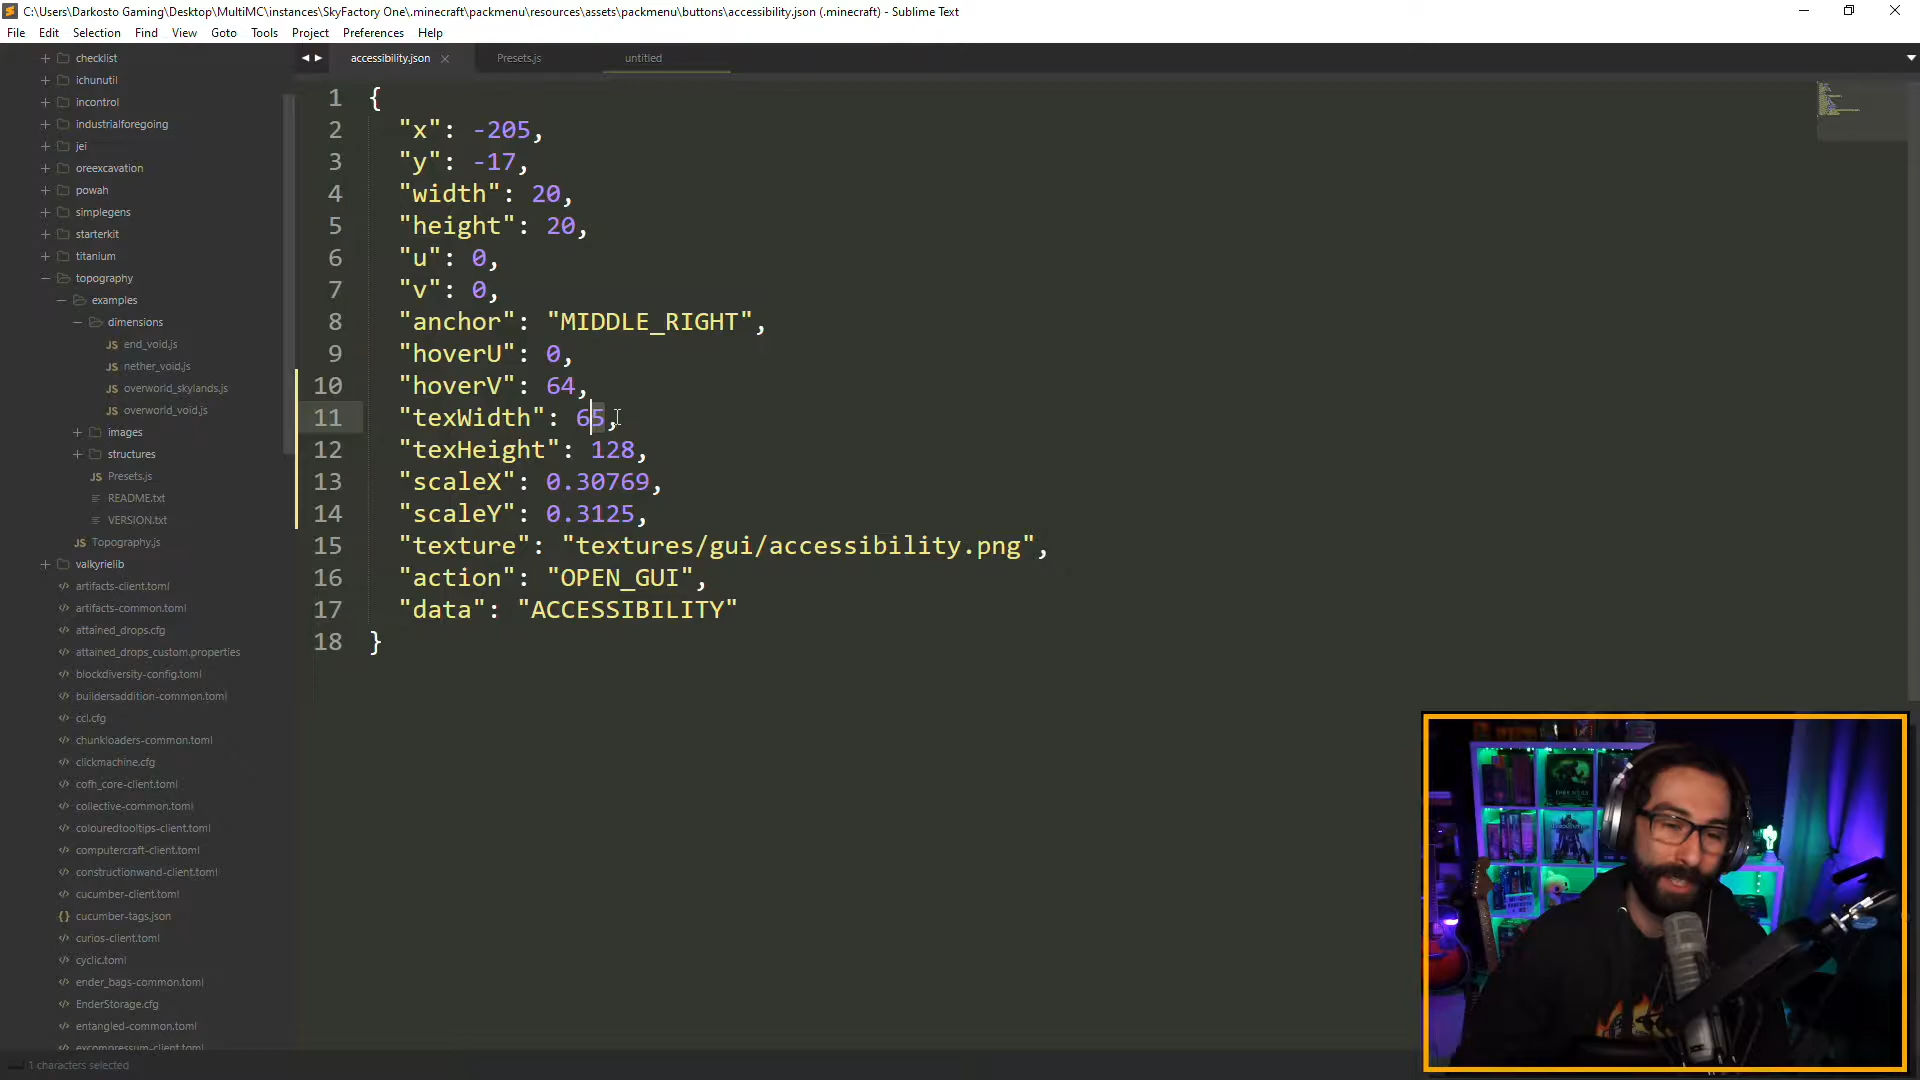 C:\Users\Darkosto Gaming\Desktop\MultiMC\instances\SkyFactory One\.minecraft\packmenu\resources\assets\packmenu\buttons\accessibility.json (.minecraft) - Sublime Text
File Edit Selection Find View Goto Tools Project Preferences Help
accessibility.json Presets.js untitled
checklist
ichunutil
incontrol
industrialforegoing
jei
oreexcavation
powah
simplegens
starterkit
titanium
topography
examples
dimensions
JS end_void.js
JS nether_void.js
JS overworld_skylands.js
JS overworld_void.js
images
structures
JS Presets.js
README.txt
VERSION.txt
JS Topography.js
valkyrielib
artifacts-client.toml
artifacts-common.toml
attained_drops.cfg
attained_drops_custom.properties
blockdiversity-config.toml
buildersaddition-common.toml
ccl.cfg
chunkloaders-common.toml
clickmachine.cfg
cofh_core-client.toml
collective-common.toml
colouredtooltips-client.toml
computercraft-client.toml
constructionwand-client.toml
cucumber-client.toml
{} cucumber-tags.json
curios-client.toml
cyclic.toml
ender_bags-common.toml
EnderStorage.cfg
entangled-common.toml
excompressum-client.toml
1 {
2 "x": -205,
3 "y": -17,
4 "width": 20,
5 "height": 20,
6 "u": 0,
7 "v": 0,
8 "anchor": "MIDDLE_RIGHT",
9 "hoverU": 0,
10 "hoverV": 64,
11 "texWidth": 65,
12 "texHeight": 128,
13 "scaleX": 0.30769,
14 "scaleY": 0.3125,
15 "texture": "textures/gui/accessibility.png",
16 "action": "OPEN_GUI",
17 "data": "ACCESSIBILITY"
18 }
1 characters selected